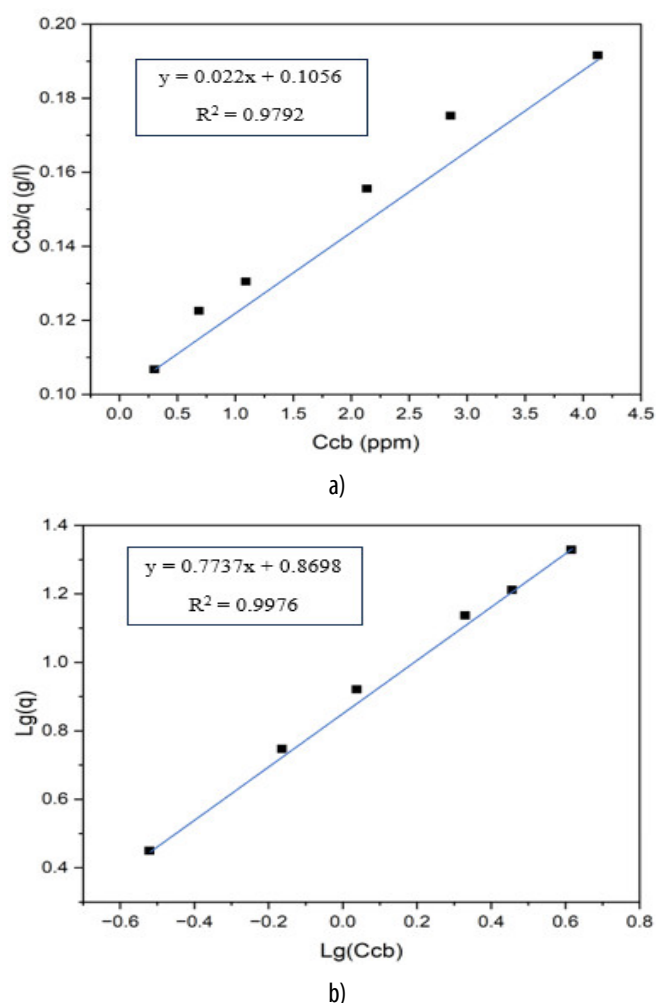 y = 0.022x + 0.1056
R² = 0.9792
Ccb/q (g/l)
0.20
0.18
0.16
0.14
0.12
0.10
0.0 0.5 1.0 1.5 2.0 2.5 3.0 3.5 4.0 4.5
Ccb (ppm)
a)
y = 0.7737x + 0.8698
R² = 0.9976
Lg(q)
1.4
1.2
1.0
0.8
0.6
0.4
−0.6 −0.4 −0.2 0.0 0.2 0.4 0.6 0.8
Lg(Ccb)
b)